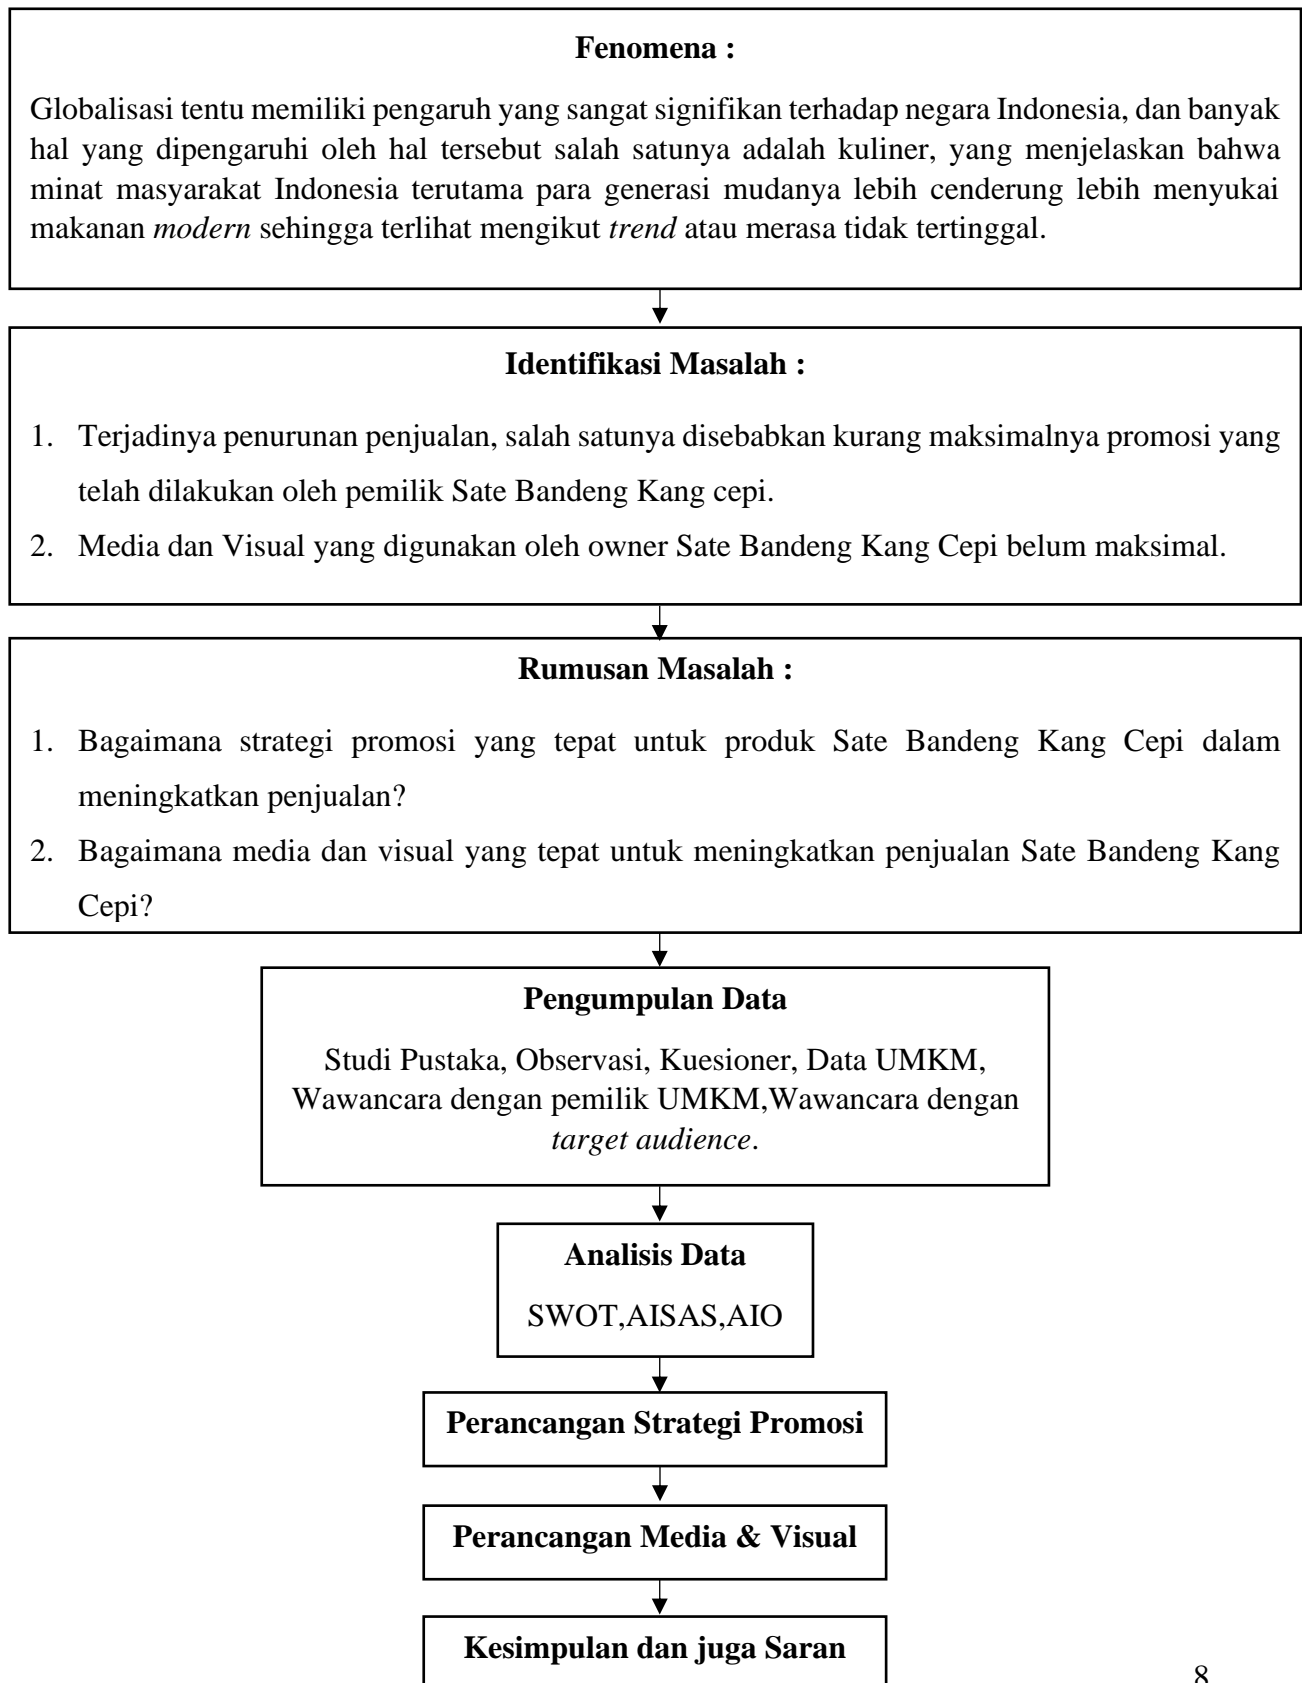 Fenomena :
Globalisasi tentu memiliki pengaruh yang sangat signifikan terhadap negara Indonesia, dan banyak
hal yang dipengaruhi oleh hal tersebut salah satunya adalah kuliner, yang menjelaskan bahwa
minat masyarakat Indonesia terutama para generasi mudanya lebih cenderung lebih menyukai
makanan modern sehingga terlihat mengikut trend atau merasa tidak tertinggal.
Identifikasi Masalah :
1. Terjadinya penurunan penjualan, salah satunya disebabkan kurang maksimalnya promosi yang
telah dilakukan oleh pemilik Sate Bandeng Kang cepi.
2. Media dan Visual yang digunakan oleh owner Sate Bandeng Kang Cepi belum maksimal.
Rumusan Masalah :
1. Bagaimana strategi promosi yang tepat untuk produk Sate Bandeng Kang Cepi dalam
meningkatkan penjualan?
2. Bagaimana media dan visual yang tepat untuk meningkatkan penjualan Sate Bandeng Kang
Cepi?
Pengumpulan Data
Studi Pustaka, Observasi, Kuesioner, Data UMKM,
Wawancara dengan pemilik UMKM,Wawancara dengan
target audience.
Analisis Data
SWOT,AISAS,AIO
Perancangan Strategi Promosi
Perancangan Media & Visual
Kesimpulan dan juga Saran
8